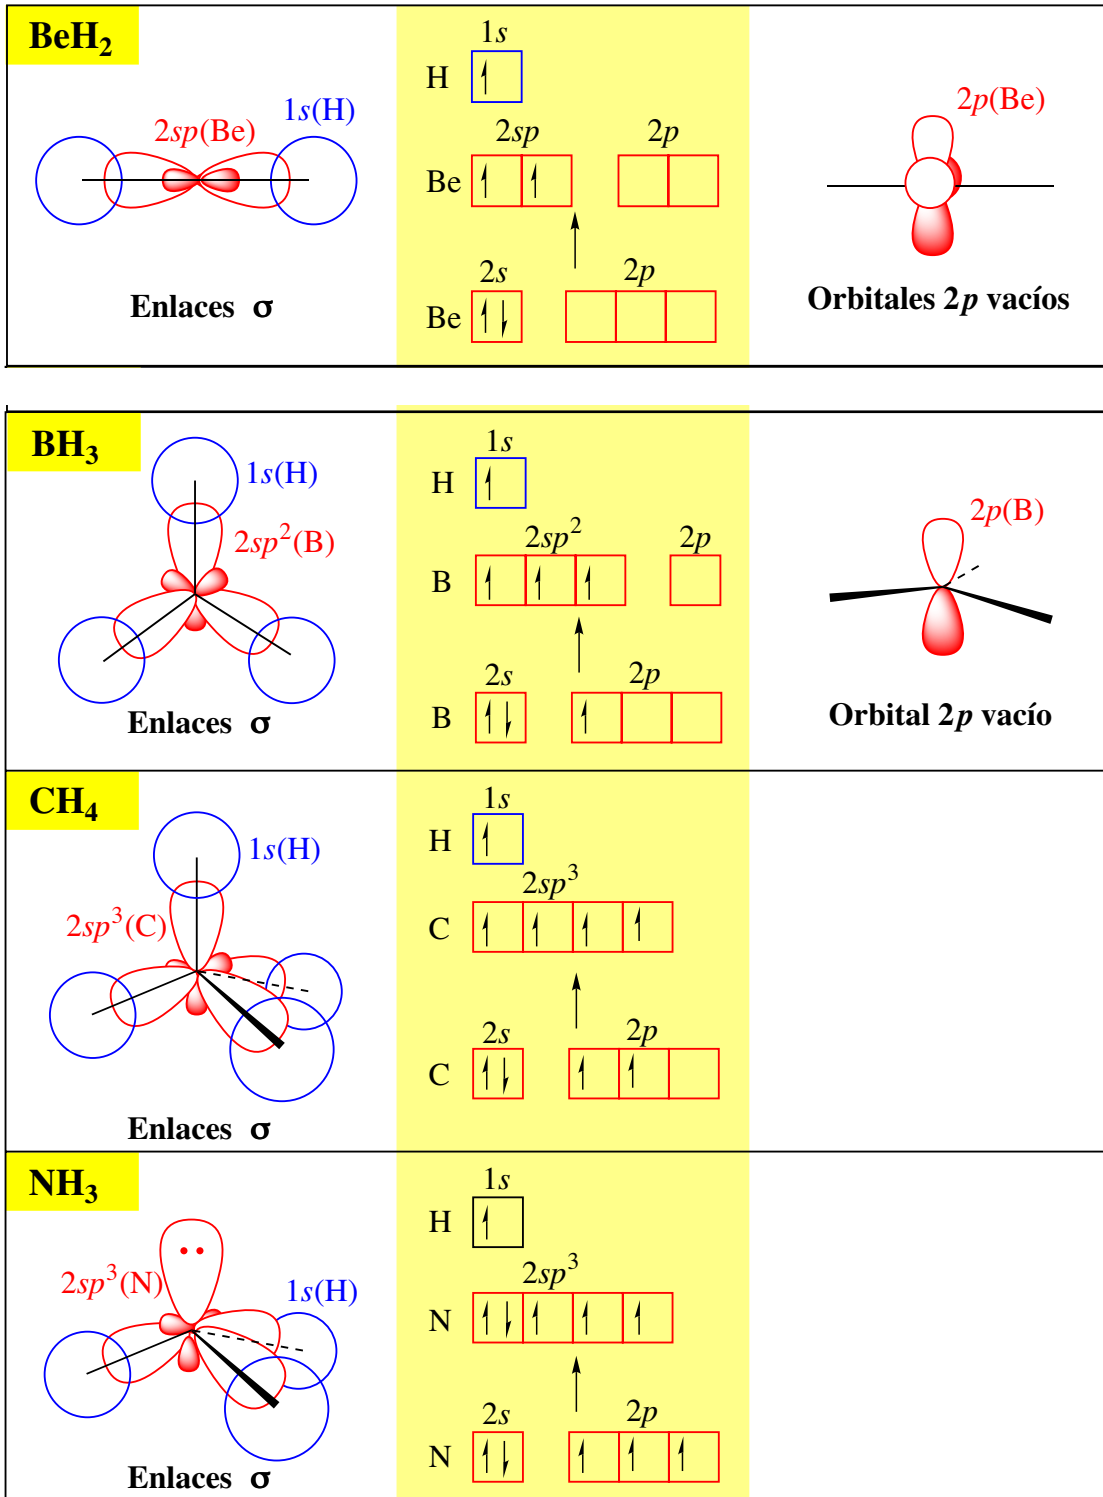 BeH2
1s
H
1s(H)
2p(Be)
2sp(Be)
2sp 2p
Be
2s 2p
Be
Enlaces σ
Orbitales 2p vacíos
BH3
1s
H
1s(H)
2sp²(B)
2sp² 2p
B
2p(B)
2s 2p
B
Enlaces σ
Orbital 2p vacío
CH4
1s
H
1s(H)
2sp³
2sp³(C)
C
2s 2p
C
Enlaces σ
NH3
1s
H
2sp³
2sp³(N)
1s(H)
N
2s 2p
N
Enlaces σ